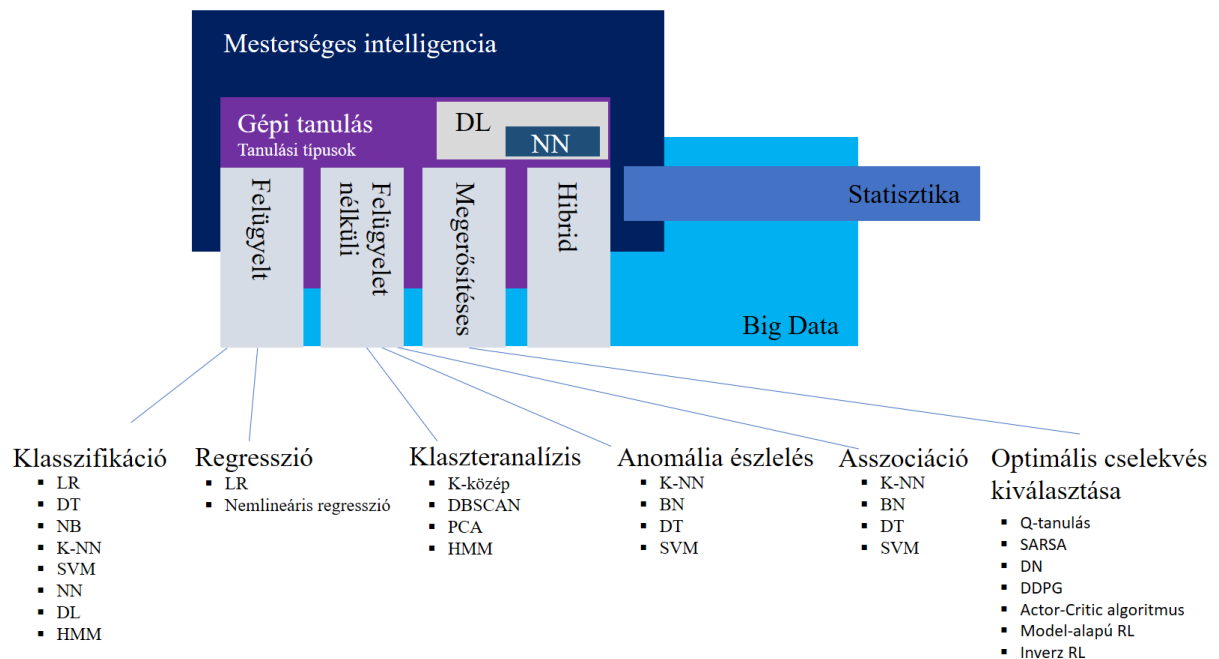 Mesterséges intelligencia
Gépi tanulás
Tanulási típusok
DL
NN
Felügyelt
Felügyelet
nélküli
Megerősítéses
Hibrid
Statisztika
Big Data
Klasszifikáció
▪ LR
▪ DT
▪ NB
▪ K-NN
▪ SVM
▪ NN
▪ DL
▪ HMM
Regresszió
▪ LR
▪ Nemlineáris regresszió
Klaszteranalízis
▪ K-közép
▪ DBSCAN
▪ PCA
▪ HMM
Anomália észlelés
▪ K-NN
▪ BN
▪ DT
▪ SVM
Asszociáció
▪ K-NN
▪ BN
▪ DT
▪ SVM
Optimális cselekvés
kiválasztása
▪ Q-tanulás
▪ SARSA
▪ DN
▪ DDPG
▪ Actor-Critic algoritmus
▪ Model-alapú RL
▪ Inverz RL